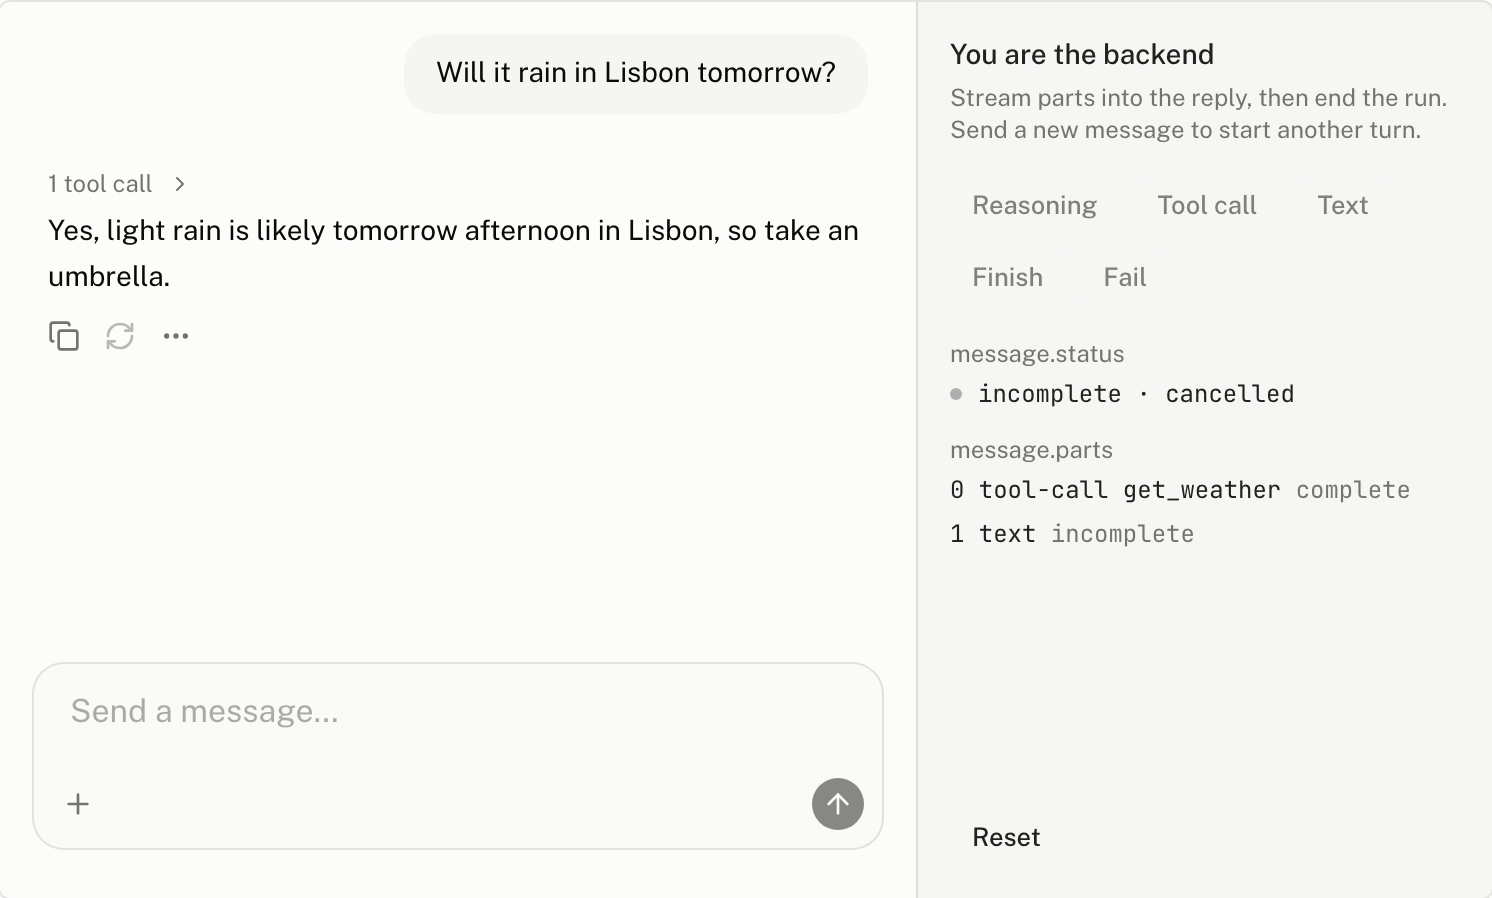 Will it rain in Lisbon tomorrow?
1 tool call
Yes, light rain is likely tomorrow afternoon in Lisbon, so take an
umbrella.
Send a message...
You are the backend
Stream parts into the reply, then end the run.
Send a new message to start another turn.
Reasoning Tool call Text
Finish Fail
message.status
incomplete · cancelled
message.parts
0 tool-call get_weather complete
1 text incomplete
Reset